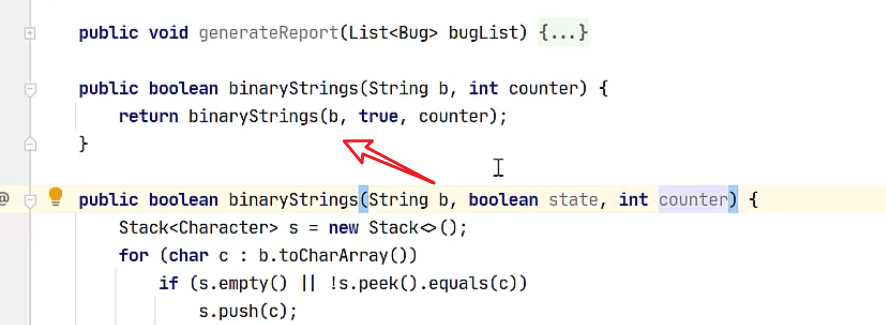 public void generateReport(List<Bug> bugList) {...}
public boolean binaryStrings(String b, int counter) {
return binaryStrings(b, true, counter);
}
@ public boolean binaryStrings(String b, boolean state, int counter) {
Stack<Character> s = new Stack<>();
for (char c : b.toCharArray())
if (s.empty() || !s.peek().equals(c))
s.push(c);